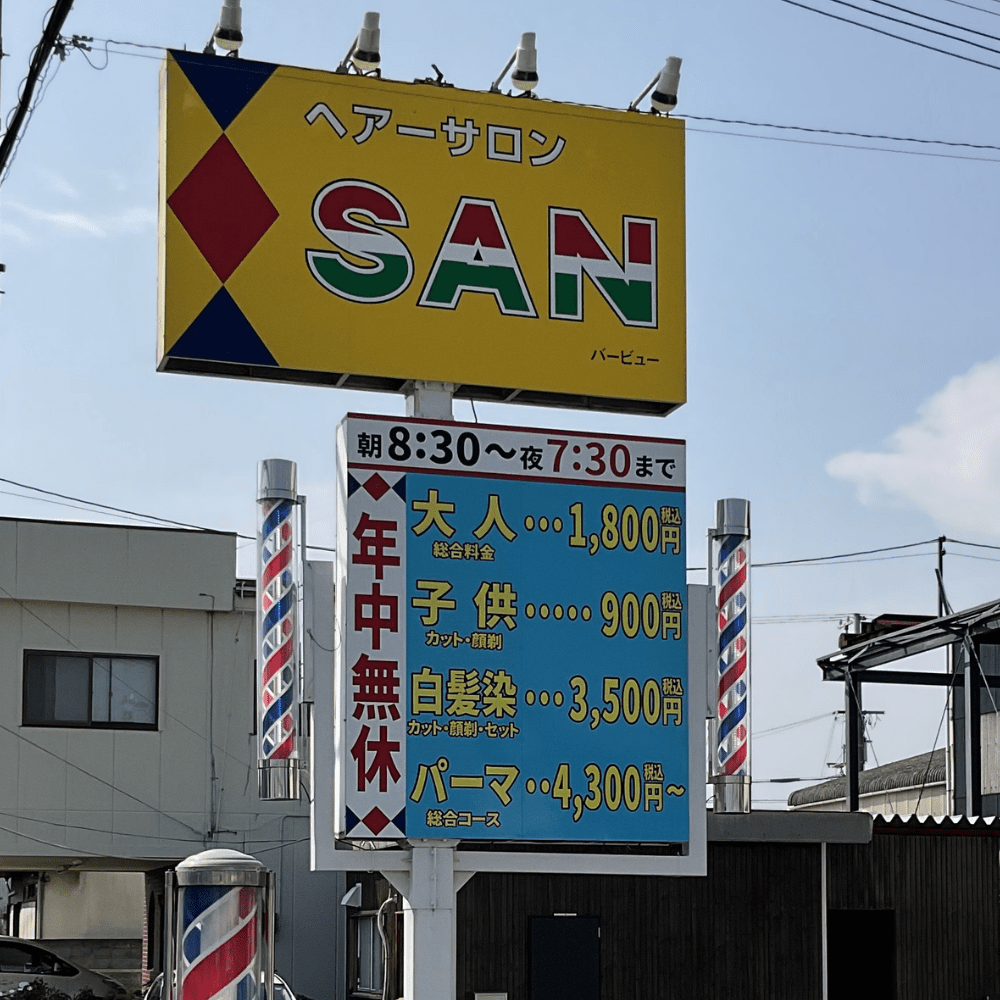 ヘアーサロン
SAN
バービュー
朝8:30〜夜7:30まで
年中無休
大人…1,800円税込
総合料金
子供‥‥‥900円税込
カット・顔剃
白髪染…3,500円税込
カット・顔剃・セット
パーマ‥4,300円税込〜
総合コース